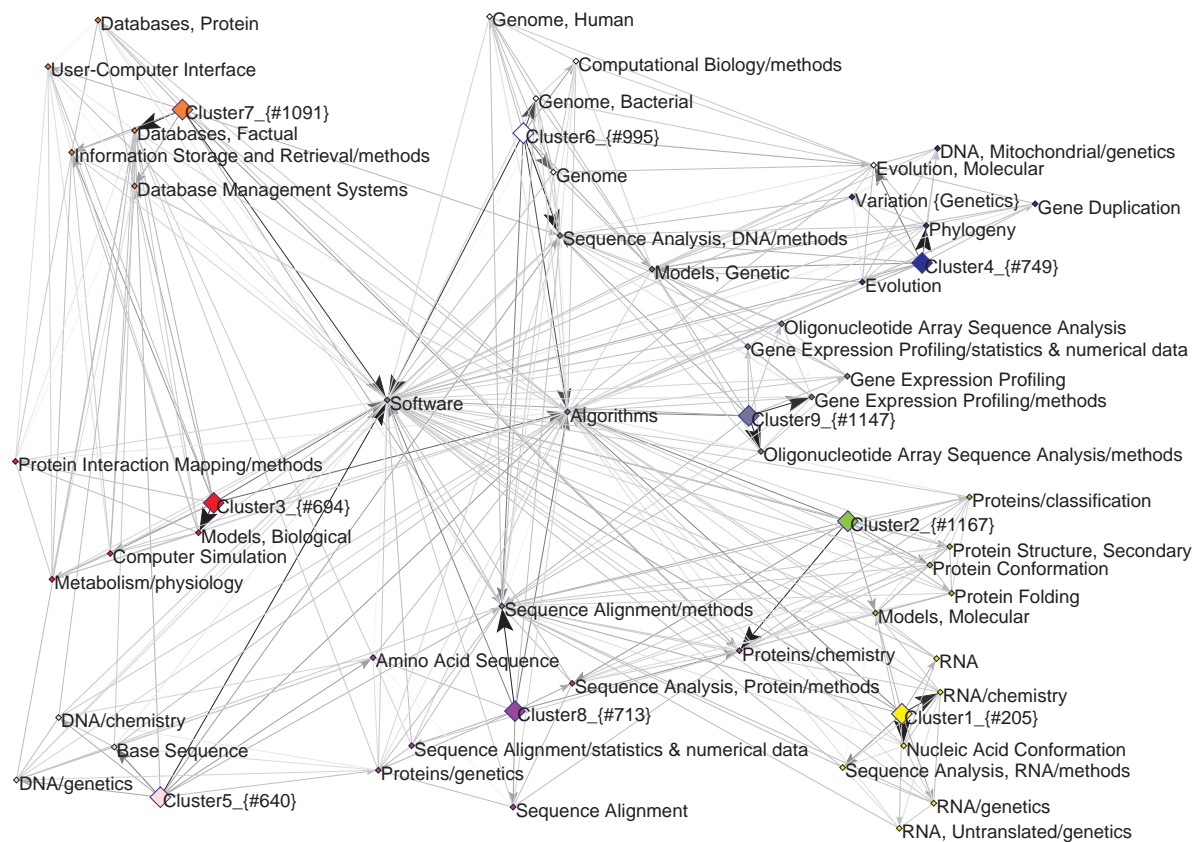 Databases, Protein
Genome, Human
User-Computer Interface
Computational Biology/methods
Cluster7_{#1091}
Genome, Bacterial
Databases, Factual
Cluster6_{#995}
Information Storage and Retrieval/methods
DNA, Mitochondrial/genetics
Evolution, Molecular
Genome
Database Management Systems
Variation {Genetics}
Gene Duplication
Phylogeny
Sequence Analysis, DNA/methods
Models, Genetic
Cluster4_{#749}
Evolution
Oligonucleotide Array Sequence Analysis
Gene Expression Profiling/statistics & numerical data
Gene Expression Profiling
Gene Expression Profiling/methods
Software
Algorithms
Cluster9_{#1147}
Oligonucleotide Array Sequence Analysis/methods
Protein Interaction Mapping/methods
Cluster3_{#694}
Proteins/classification
Cluster2_{#1167}
Models, Biological
Computer Simulation
Protein Structure, Secondary
Protein Conformation
Metabolism/physiology
Protein Folding
Sequence Alignment/methods
Models, Molecular
Proteins/chemistry
Amino Acid Sequence
RNA
Sequence Analysis, Protein/methods
RNA/chemistry
DNA/chemistry
Cluster8_{#713}
Cluster1_{#205}
Base Sequence
Sequence Alignment/statistics & numerical data
Nucleic Acid Conformation
Proteins/genetics
Sequence Analysis, RNA/methods
DNA/genetics
Cluster5_{#640}
Sequence Alignment
RNA/genetics
RNA, Untranslated/genetics